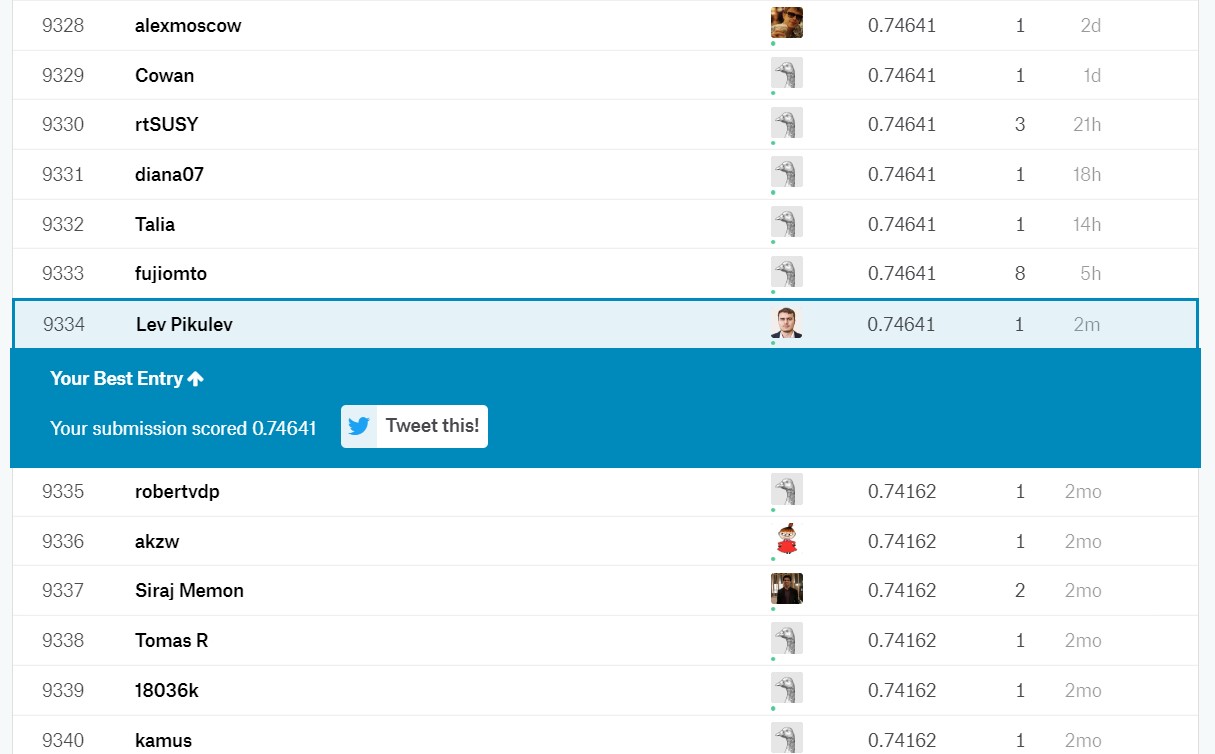 9328 alexmoscow 0.74641 1 2d
9329 Cowan 0.74641 1 1d
9330 rtSUSY 0.74641 3 21h
9331 diana07 0.74641 1 18h
9332 Talia 0.74641 1 14h
9333 fujiomto 0.74641 8 5h
9334 Lev Pikulev 0.74641 1 2m
Your Best Entry
Your submission scored 0.74641 Tweet this!
9335 robertvdp 0.74162 1 2mo
9336 akzw 0.74162 1 2mo
9337 Siraj Memon 0.74162 2 2mo
9338 Tomas R 0.74162 1 2mo
9339 18036k 0.74162 1 2mo
9340 kamus 0.74162 1 2mo